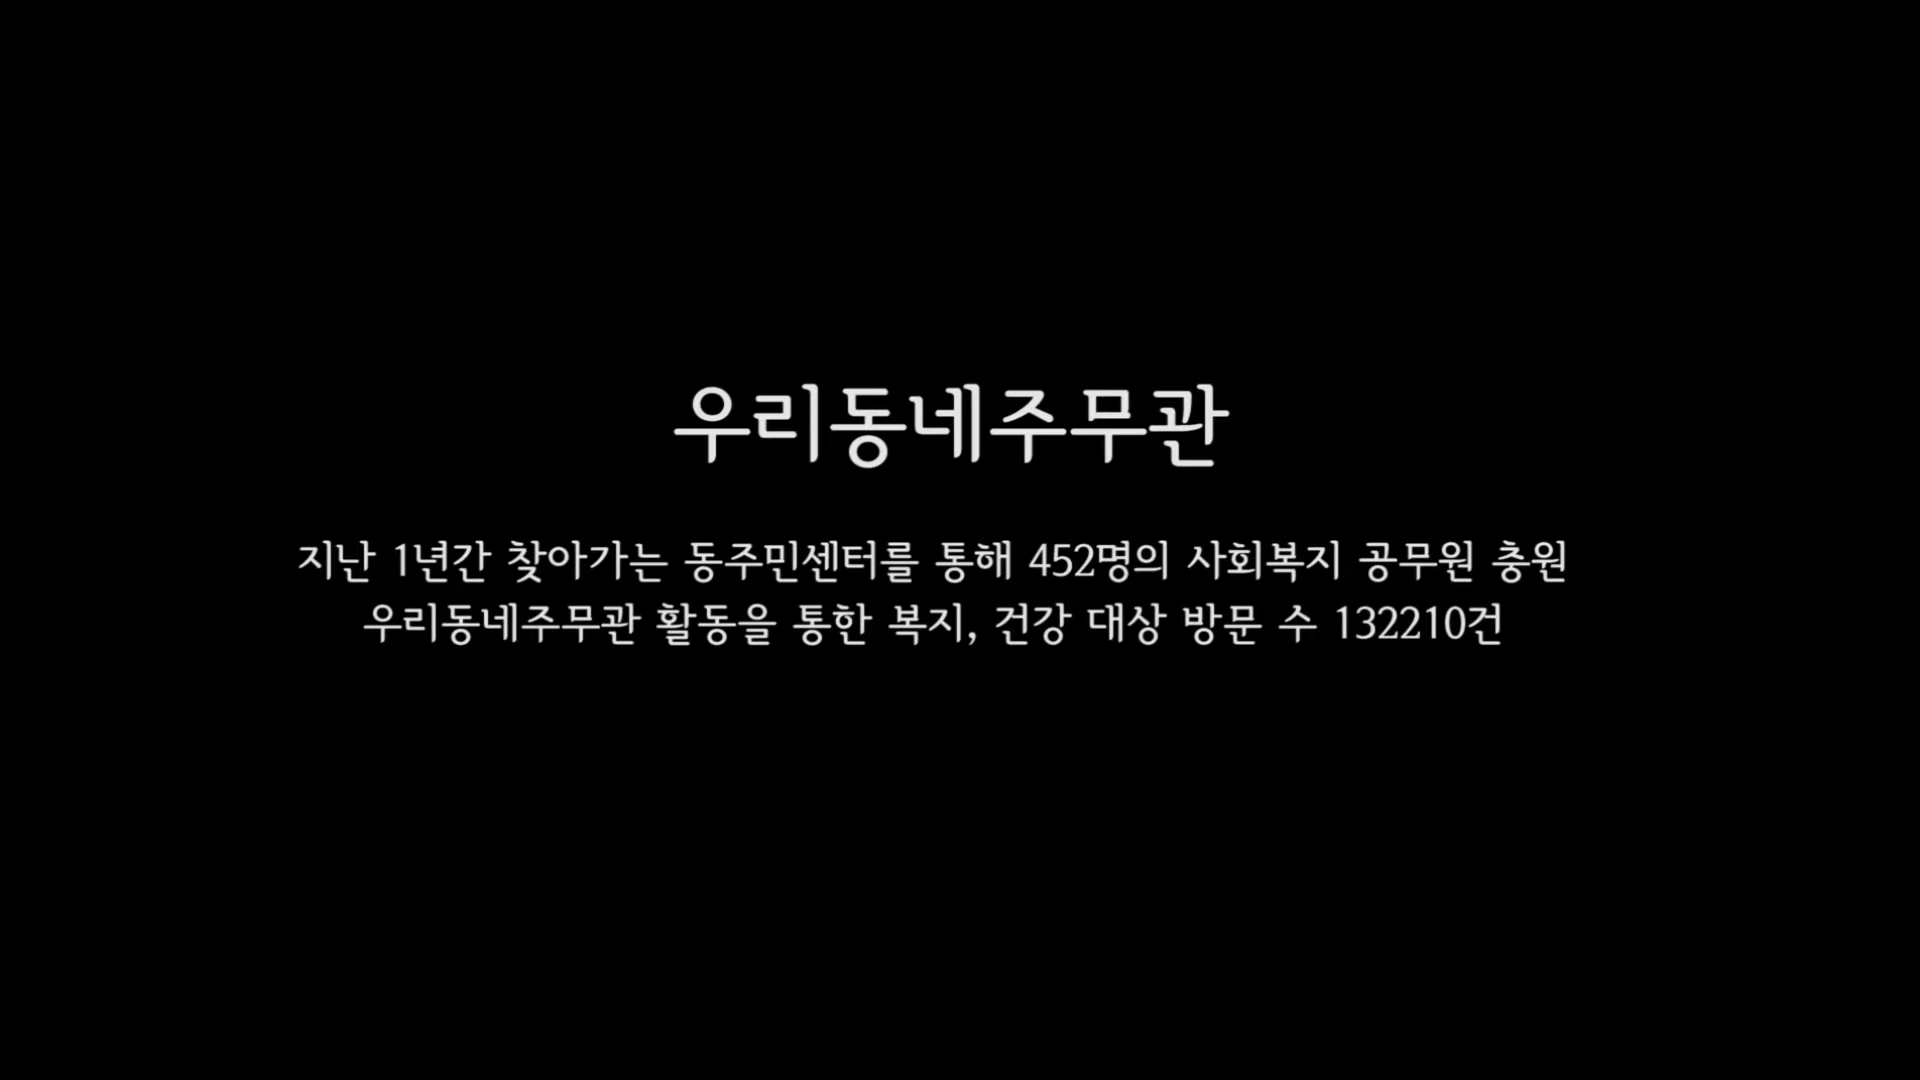 우리동네주무관
지난 1년간 찾아가는 동주민센터를 통해 452명의 사회복지 공무원 충원
우리동네주무관 활동을 통한 복지, 건강 대상 방문 수 132210건